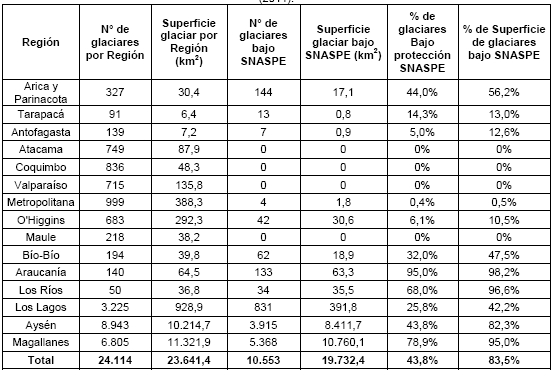 (2011).
Región N° de glaciares por Región Superficie glaciar por Región (km²) N° de glaciares bajo SNASPE Superficie glaciar bajo SNASPE (km²) % de glaciares Bajo protección SNASPE % de Superficie de glaciares bajo SNASPE
Arica y Parinacota 327 30,4 144 17,1 44,0% 56,2%
Tarapacá 91 6,4 13 0,8 14,3% 13,0%
Antofagasta 139 7,2 7 0,9 5,0% 12,6%
Atacama 749 87,9 0 0 0% 0%
Coquimbo 836 48,3 0 0 0% 0%
Valparaíso 715 135,8 0 0 0% 0%
Metropolitana 999 388,3 4 1,8 0,4% 0,5%
O'Higgins 683 292,3 42 30,6 6,1% 10,5%
Maule 218 38,2 0 0 0% 0%
Bío-Bío 194 39,8 62 18,9 32,0% 47,5%
Araucanía 140 64,5 133 63,3 95,0% 98,2%
Los Ríos 50 36,8 34 35,5 68,0% 96,6%
Los Lagos 3.225 928,9 831 391,8 25,8% 42,2%
Aysén 8.943 10.214,7 3.915 8.411,7 43,8% 82,3%
Magallanes 6.805 11.321,9 5.368 10.760,1 78,9% 95,0%
Total 24.114 23.641,4 10.553 19.732,4 43,8% 83,5%